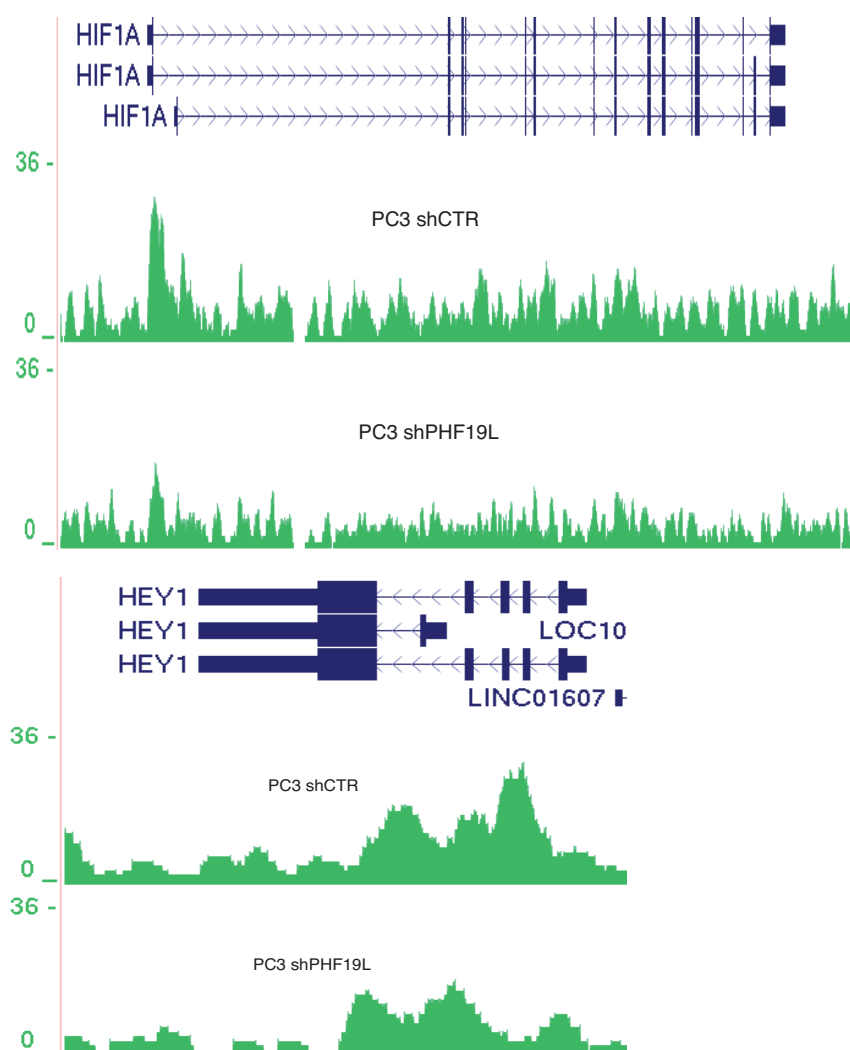 HIF1A
HIF1A
HIF1A
36 -
PC3 shCTR
0 _
36 -
PC3 shPHF19L
0 _
HEY1
HEY1 LOC10
HEY1
LINC01607
36 -
PC3 shCTR
0 _
36 -
PC3 shPHF19L
0